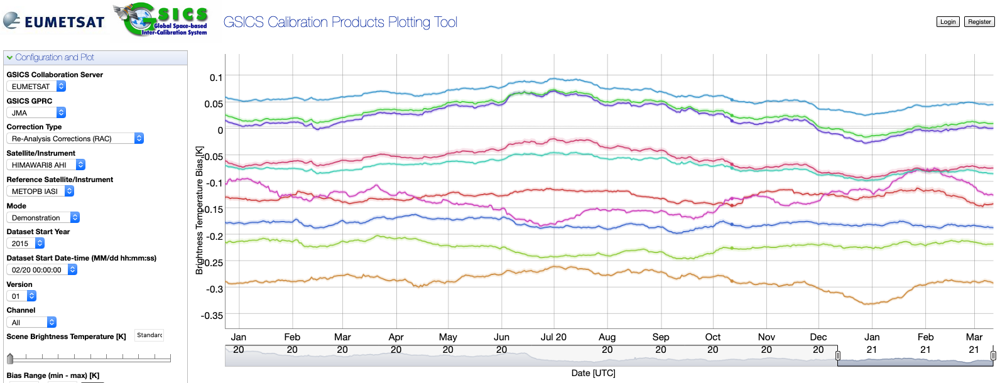 EUMETSAT
GSICS
Global Space-based
Inter-Calibration System
GSICS Calibration Products Plotting Tool
Login
Register
Configuration and Plot
GSICS Collaboration Server
EUMETSAT
GSICS GPRC
JMA
Correction Type
Re-Analysis Corrections (RAC)
Satellite/Instrument
HIMAWARI8 AHI
Reference Satellite/Instrument
METOPB IASI
Mode
Demonstration
Dataset Start Year
2015
Dataset Start Date-time (MM/dd hh:mm:ss)
02/20 00:00:00
Version
01
Channel
All
Scene Brightness Temperature [K]
Standard
Bias Range (min - max) [K]
Brightness Temperature Bias [K]
0.1
0.05
0
-0.05
-0.1
-0.15
-0.2
-0.25
-0.3
-0.35
Jan Feb Mar Apr May Jun Jul 20 Aug Sep Oct Nov Dec Jan Feb Mar
20 20 20 20 20 20 20 20 20 20 20 21 21 21
Date [UTC]